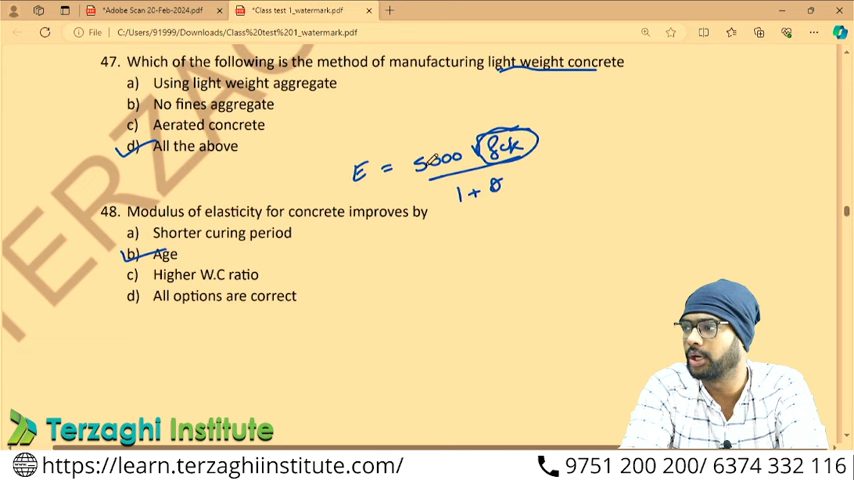 *Adobe Scan 20-Feb-2024.pdf
*Class test 1_watermark.pdf
File
C:/Users/91999/Downloads/Class%20test%201_watermark.pdf
47. Which of the following is the method of manufacturing light weight concrete
a) Using light weight aggregate
b) No fines aggregate
c) Aerated concrete
d) All the above
E = 5000 √fck
1 + θ
48. Modulus of elasticity for concrete improves by
a) Shorter curing period
b) Age
c) Higher W.C ratio
d) All options are correct
TERZAG
Terzaghi Institute
https://learn.terzaghiinstitute.com/
9751 200 200/ 6374 332 116